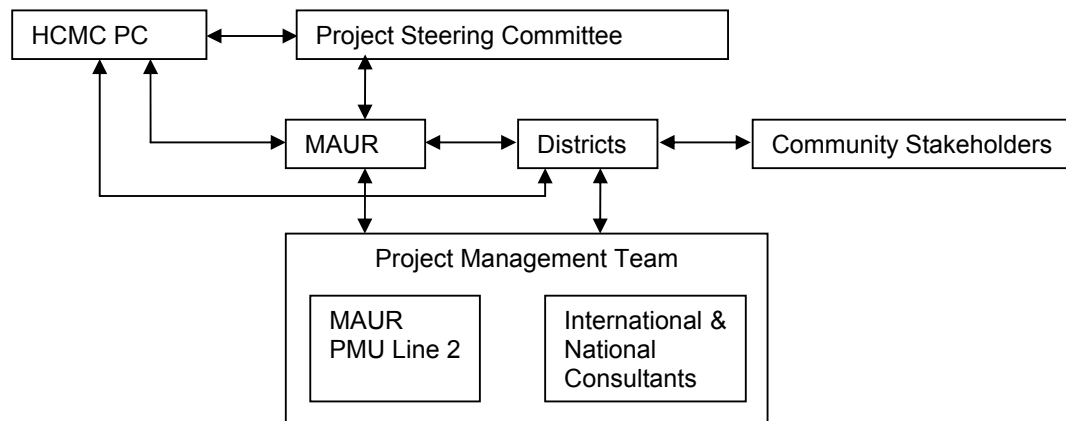 HCMC PC
Project Steering Committee
MAUR
Districts
Community Stakeholders
Project Management Team
MAUR
PMU Line 2
International &
National
Consultants